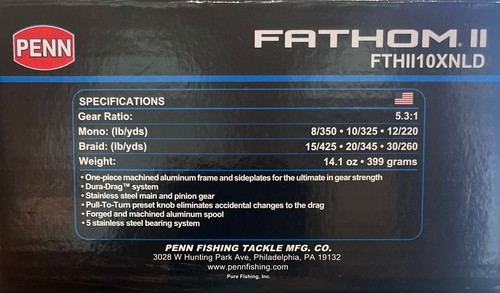 PENN
FATHOM II
FTHII10XNLD
SPECIFICATIONS
Gear Ratio: 5.3:1
Mono: (lb/yds) 8/350 • 10/325 • 12/220
Braid: (lb/yds) 15/425 • 20/345 • 30/260
Weight: 14.1 oz • 399 grams
• One-piece machined aluminum frame and sideplates for the ultimate in gear strength
• Dura-Drag™ system
• Stainless steel main and pinion gear
• Pull-To-Turn preset knob eliminates accidental changes to the drag
• Forged and machined aluminum spool
• 5 stainless steel bearing system
PENN FISHING TACKLE MFG. CO.
3028 W Hunting Park Ave, Philadelphia, PA 19132
www.pennfishing.com
Pure Fishing, Inc.